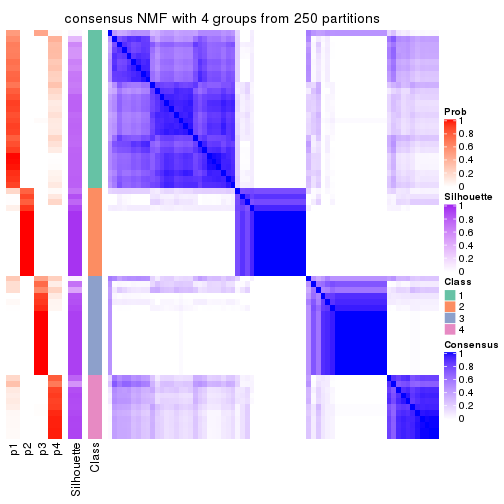 consensus NMF with 4 groups from 250 partitions
Prob
1
0.8
0.6
0.4
0.2
0
Silhouette
1
0.8
0.6
0.4
0.2
0
Class
1
2
3
4
Consensus
1
0.8
0.6
0.4
0.2
0
p1
p2
p3
p4
Silhouette
Class